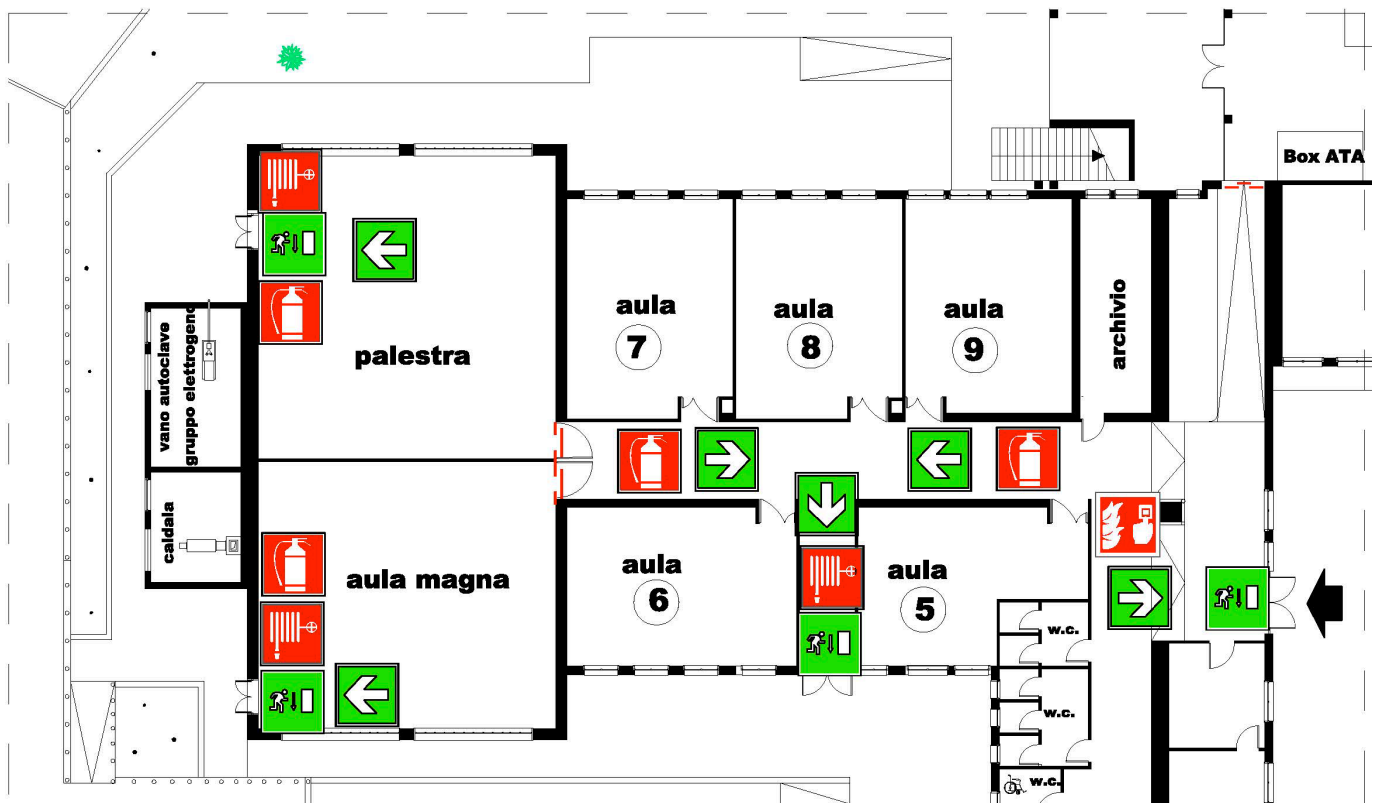 Box ATA
aula
7
aula
8
aula
9
archivio
palestra
vano autoclave
gruppo elettrogeno
caldaia
aula magna
aula
6
aula
5
w.c.
w.c.
w.c.